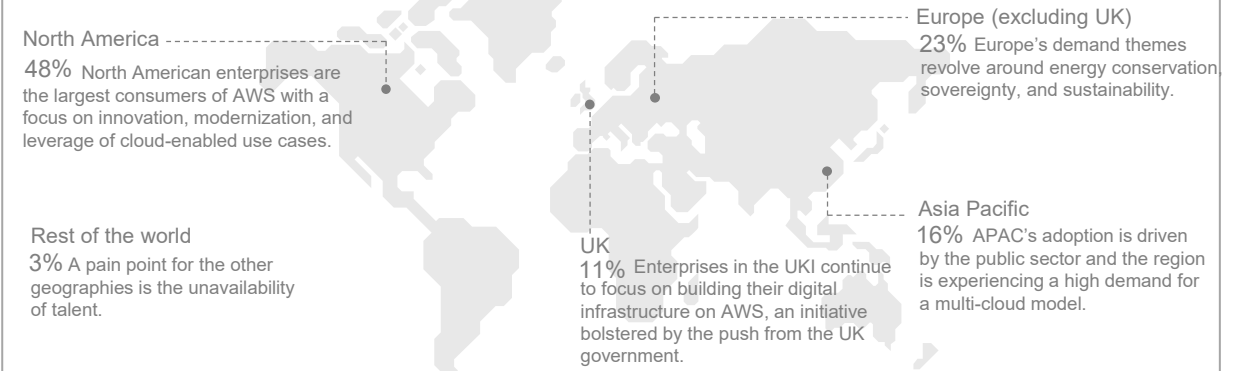 North America
48% North American enterprises are
the largest consumers of AWS with a
focus on innovation, modernization, and
leverage of cloud-enabled use cases.
Europe (excluding UK)
23% Europe’s demand themes
revolve around energy conservation,
sovereignty, and sustainability.
Rest of the world
3% A pain point for the other
geographies is the unavailability
of talent.
UK
11% Enterprises in the UKI continue
to focus on building their digital
infrastructure on AWS, an initiative
bolstered by the push from the UK
government.
Asia Pacific
16% APAC’s adoption is driven
by the public sector and the region
is experiencing a high demand for
a multi-cloud model.